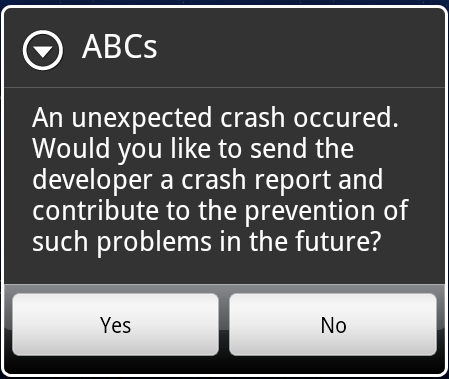 ABCs
An unexpected crash occured.
Would you like to send the
developer a crash report and
contribute to the prevention of
such problems in the future?
Yes
No